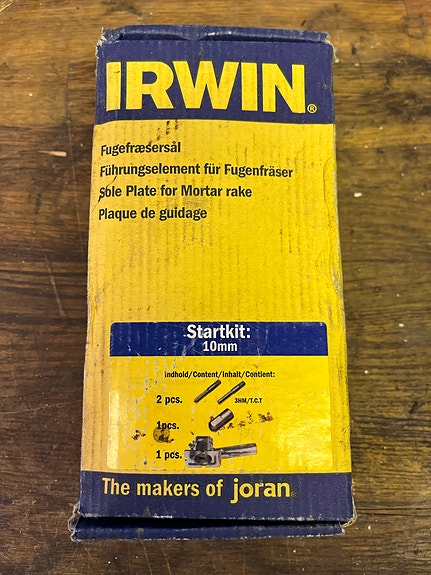 IRWIN®
Fugefræsersål
Führungselement für Fugenfräser
Sole Plate for Mortar rake
Plaque de guidage
Startkit:
10mm
indhold/Content/Inhalt/Contient:
2 pcs.
3HM/T.C.T
1pcs.
1 pcs.
The makers of joran